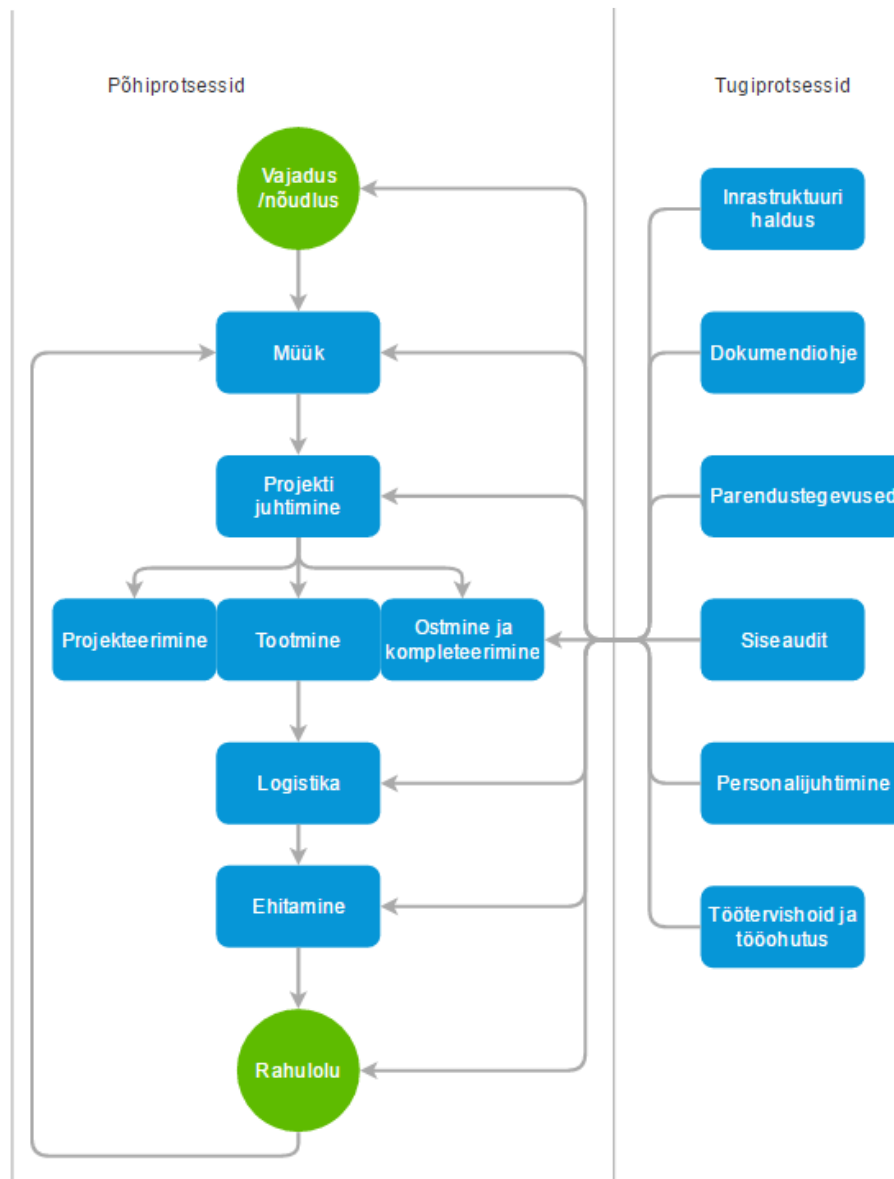 Põhiprotsessid
Vajadus
/nõudlus
Müük
Projekti
juhtimine
Projekteerimine
Tootmine
Ostmine ja
kompleteerimine
Logistika
Ehitamine
Rahulolu
Tugiprotsessid
Inrastruktuuri
haldus
Dokumendiohje
Parendustegevused
Siseaudit
Personalijuhtimine
Töötervishoid ja
tööohutus